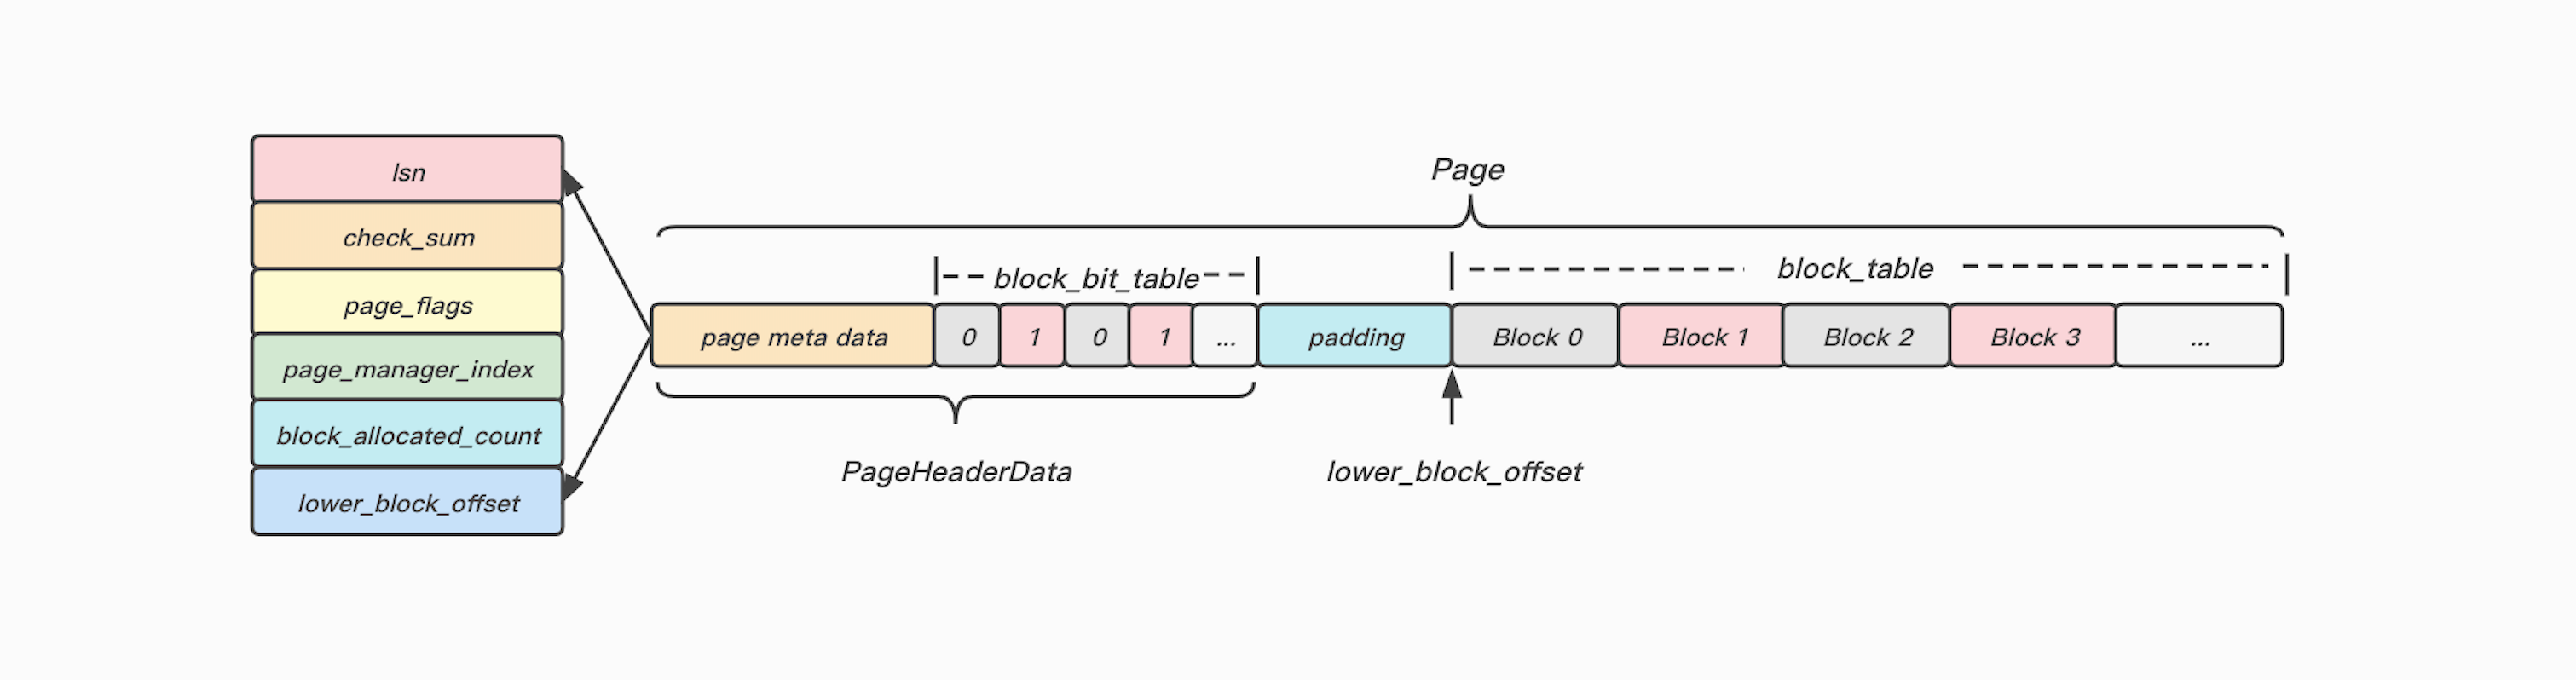 lsn
check_sum
page_flags
page_manager_index
block_allocated_count
lower_block_offset
Page
block_bit_table
block_table
page meta data
0
1
0
1
...
padding
Block 0
Block 1
Block 2
Block 3
...
PageHeaderData
lower_block_offset